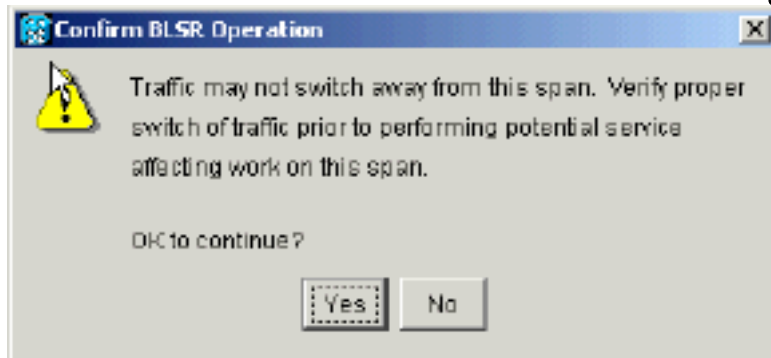 Confirm BLSR Operation
Traffic may not switch away from this span. Verify proper
switch of traffic prior to performing potential service
affecting work on this span.
OK to continue?
Yes
No